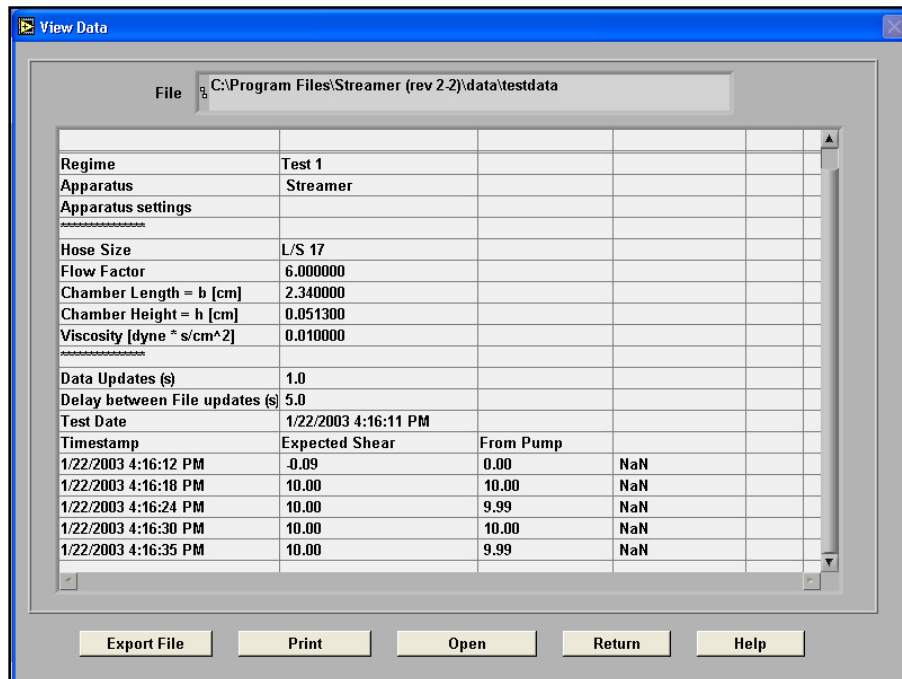 View Data
File C:\Program Files\Streamer (rev 2-2)\data\testdata
Regime Test 1
Apparatus Streamer
Apparatus settings
***************
Hose Size L/S 17
Flow Factor 6.000000
Chamber Length = b [cm] 2.340000
Chamber Height = h [cm] 0.051300
Viscosity [dyne * s/cm^2] 0.010000
***************
Data Updates (s) 1.0
Delay between File updates (s) 5.0
Test Date 1/22/2003 4:16:11 PM
Timestamp Expected Shear From Pump
1/22/2003 4:16:12 PM -0.09 0.00 NaN
1/22/2003 4:16:18 PM 10.00 10.00 NaN
1/22/2003 4:16:24 PM 10.00 9.99 NaN
1/22/2003 4:16:30 PM 10.00 10.00 NaN
1/22/2003 4:16:35 PM 10.00 9.99 NaN
Export File Print Open Return Help